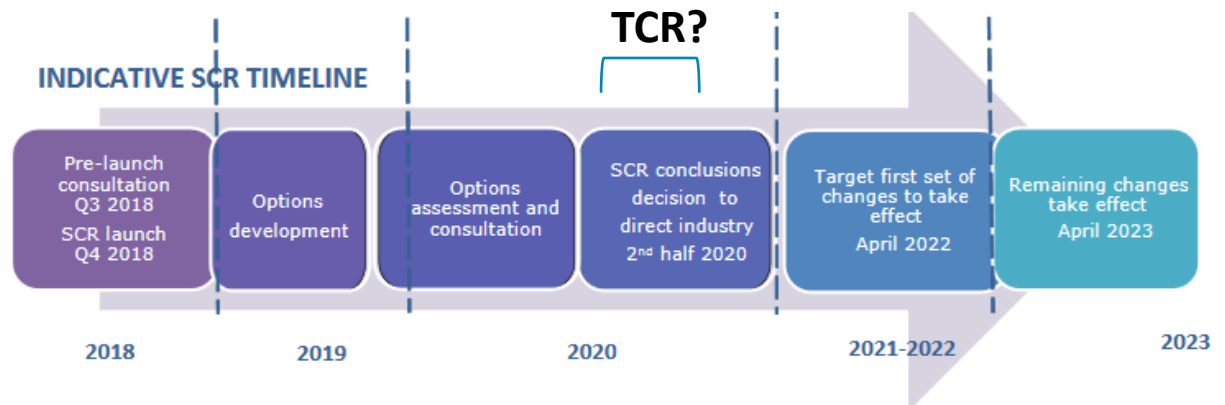 TCR?
INDICATIVE SCR TIMELINE
Pre-launch
consultation
Q3 2018
SCR launch
Q4 2018
Options
development
Options
assessment and
consultation
SCR conclusions
decision to
direct industry
2nd half 2020
Target first set of
changes to take
effect
April 2022
Remaining changes
take effect
April 2023
2018
2019
2020
2021-2022
2023